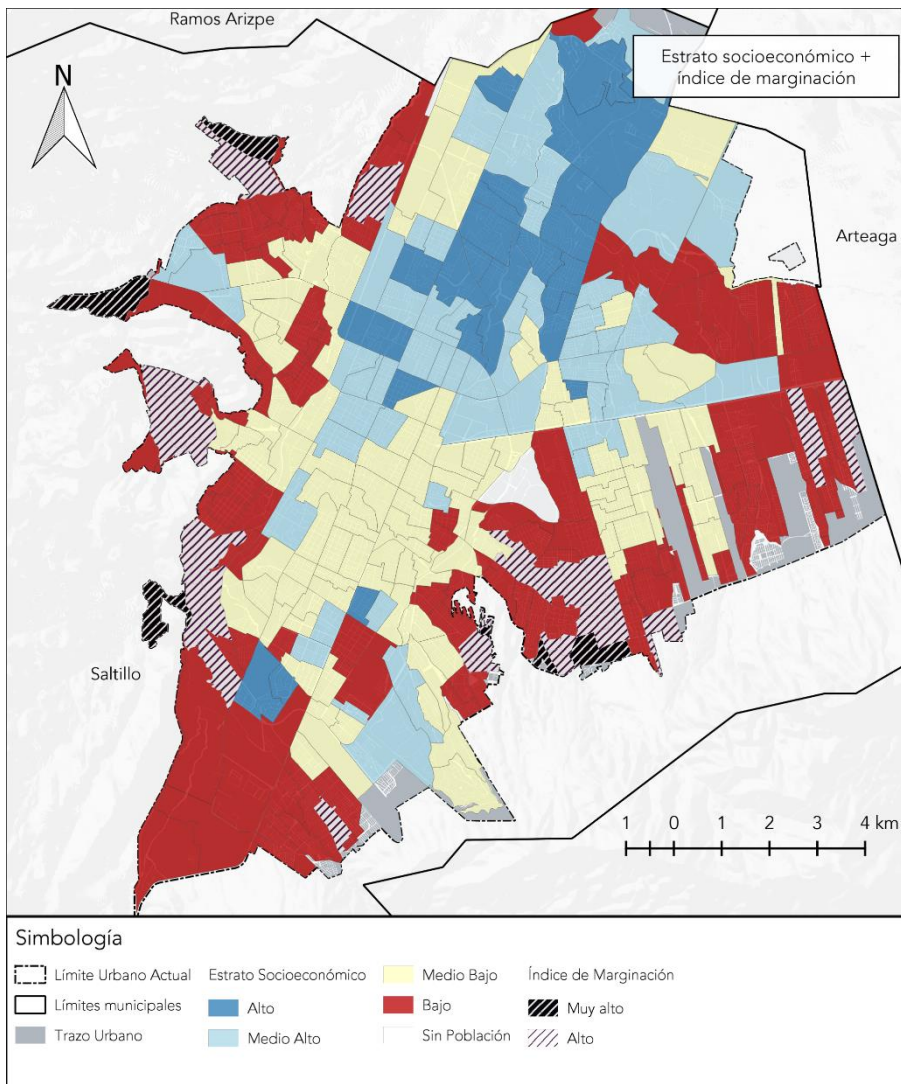 Ramos Arizpe
Estrato socioeconómico +
índice de marginación
N
Arteaga
Saltillo
1 0 1 2 3 4 km
Simbología
Límite Urbano Actual
Límites municipales
Trazo Urbano
Estrato Socioeconómico
Alto
Medio Alto
Medio Bajo
Bajo
Sin Población
Índice de Marginación
Muy alto
Alto